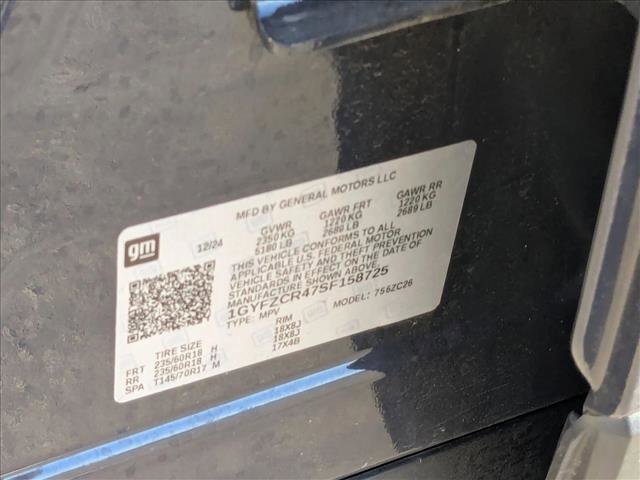 MFD BY GENERAL MOTORS LLC
gm
12/24
GVWR GAWR FRT GAWR RR
1220 KG 1220 KG
6180 LB 2689 LB 2689 LB
THIS VEHICLE CONFORMS TO ALL
APPLICABLE U.S. FEDERAL MOTOR
VEHICLE SAFETY AND THEFT PREVENTION
STANDARDS IN EFFECT ON THE DATE OF
MANUFACTURE SHOWN ABOVE.
1GYFZCR47SF158725
TYPE: MPV MODEL: 756ZC26
TIRE SIZE RIM
FRT 235/60R18 H 18X8J
RR 235/60R18 H 18X8J
SPA T145/70R17 M 17X4B